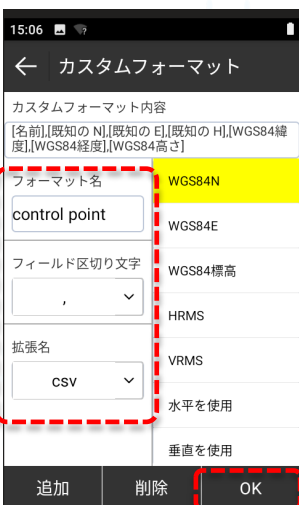 15:06
カスタムフォーマット
カスタムフォーマット内容
[名前],[既知の N],[既知の E],[既知の H],[WGS84緯
度],[WGS84経度],[WGS84高さ]
フォーマット名
control point
フィールド区切り文字
,
拡張名
csv
WGS84N
WGS84E
WGS84標高
HRMS
VRMS
水平を使用
垂直を使用
追加
削除
OK